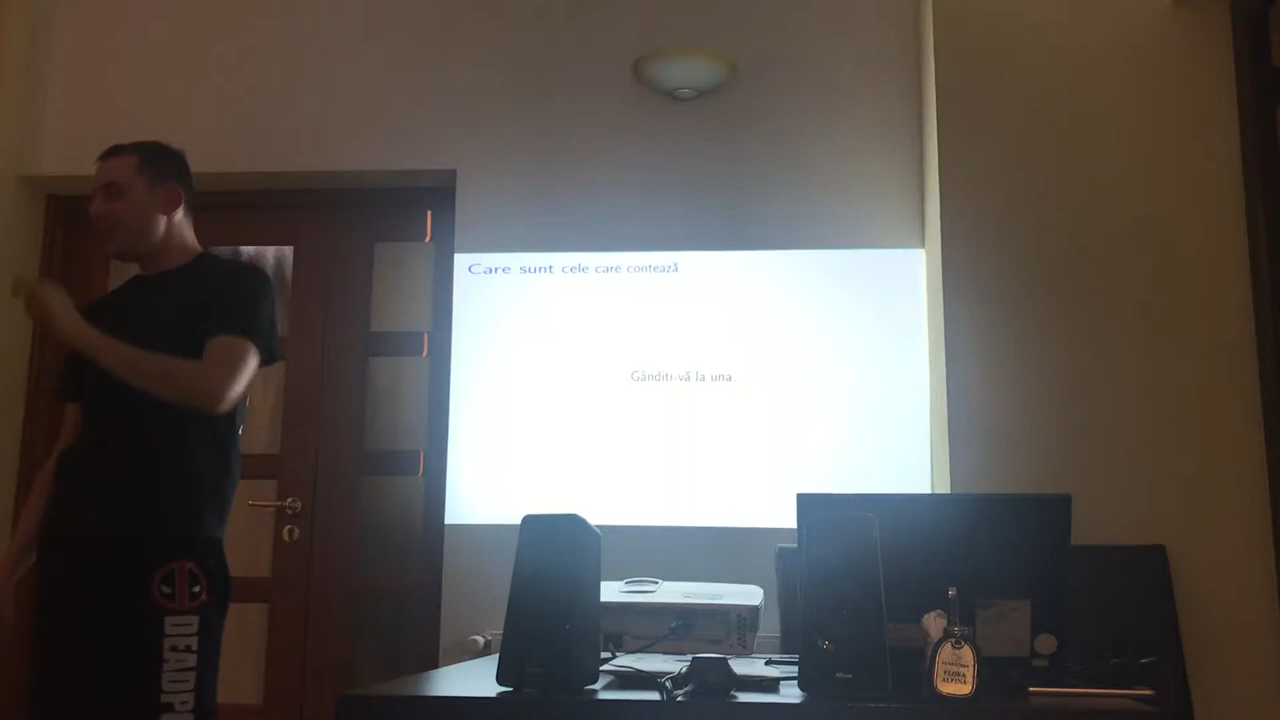 Care sunt cele care contează
Gândiți-vă la una.
DEADP
FLORA
ALPINA